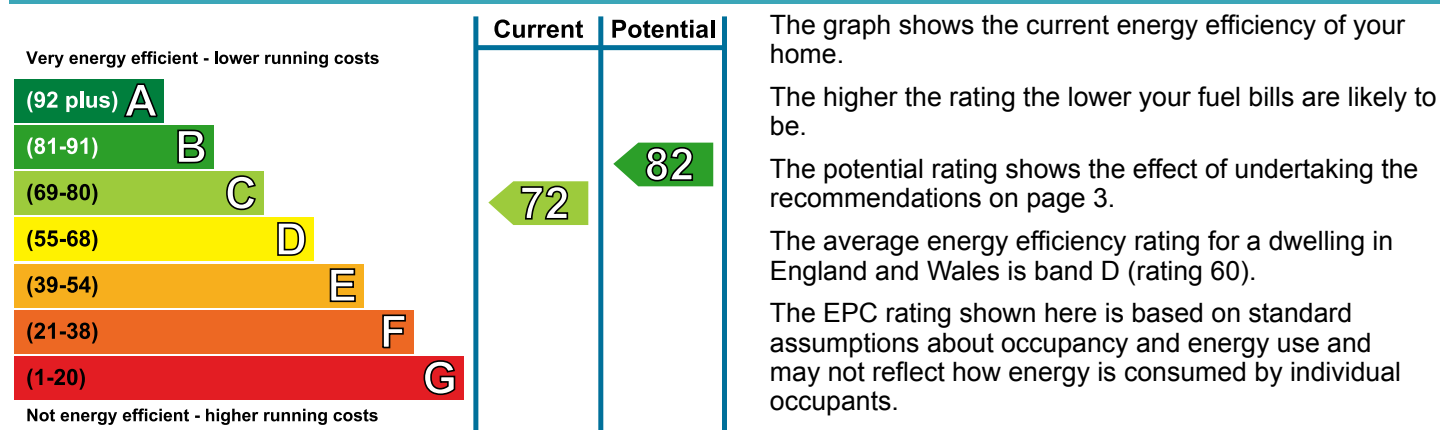 Current Potential
Very energy efficient - lower running costs
(92 plus) A
(81-91) B
(69-80) C
(55-68) D
(39-54) E
(21-38) F
(1-20) G
Not energy efficient - higher running costs
72
82
The graph shows the current energy efficiency of your
home.
The higher the rating the lower your fuel bills are likely to
be.
The potential rating shows the effect of undertaking the
recommendations on page 3.
The average energy efficiency rating for a dwelling in
England and Wales is band D (rating 60).
The EPC rating shown here is based on standard
assumptions about occupancy and energy use and
may not reflect how energy is consumed by individual
occupants.